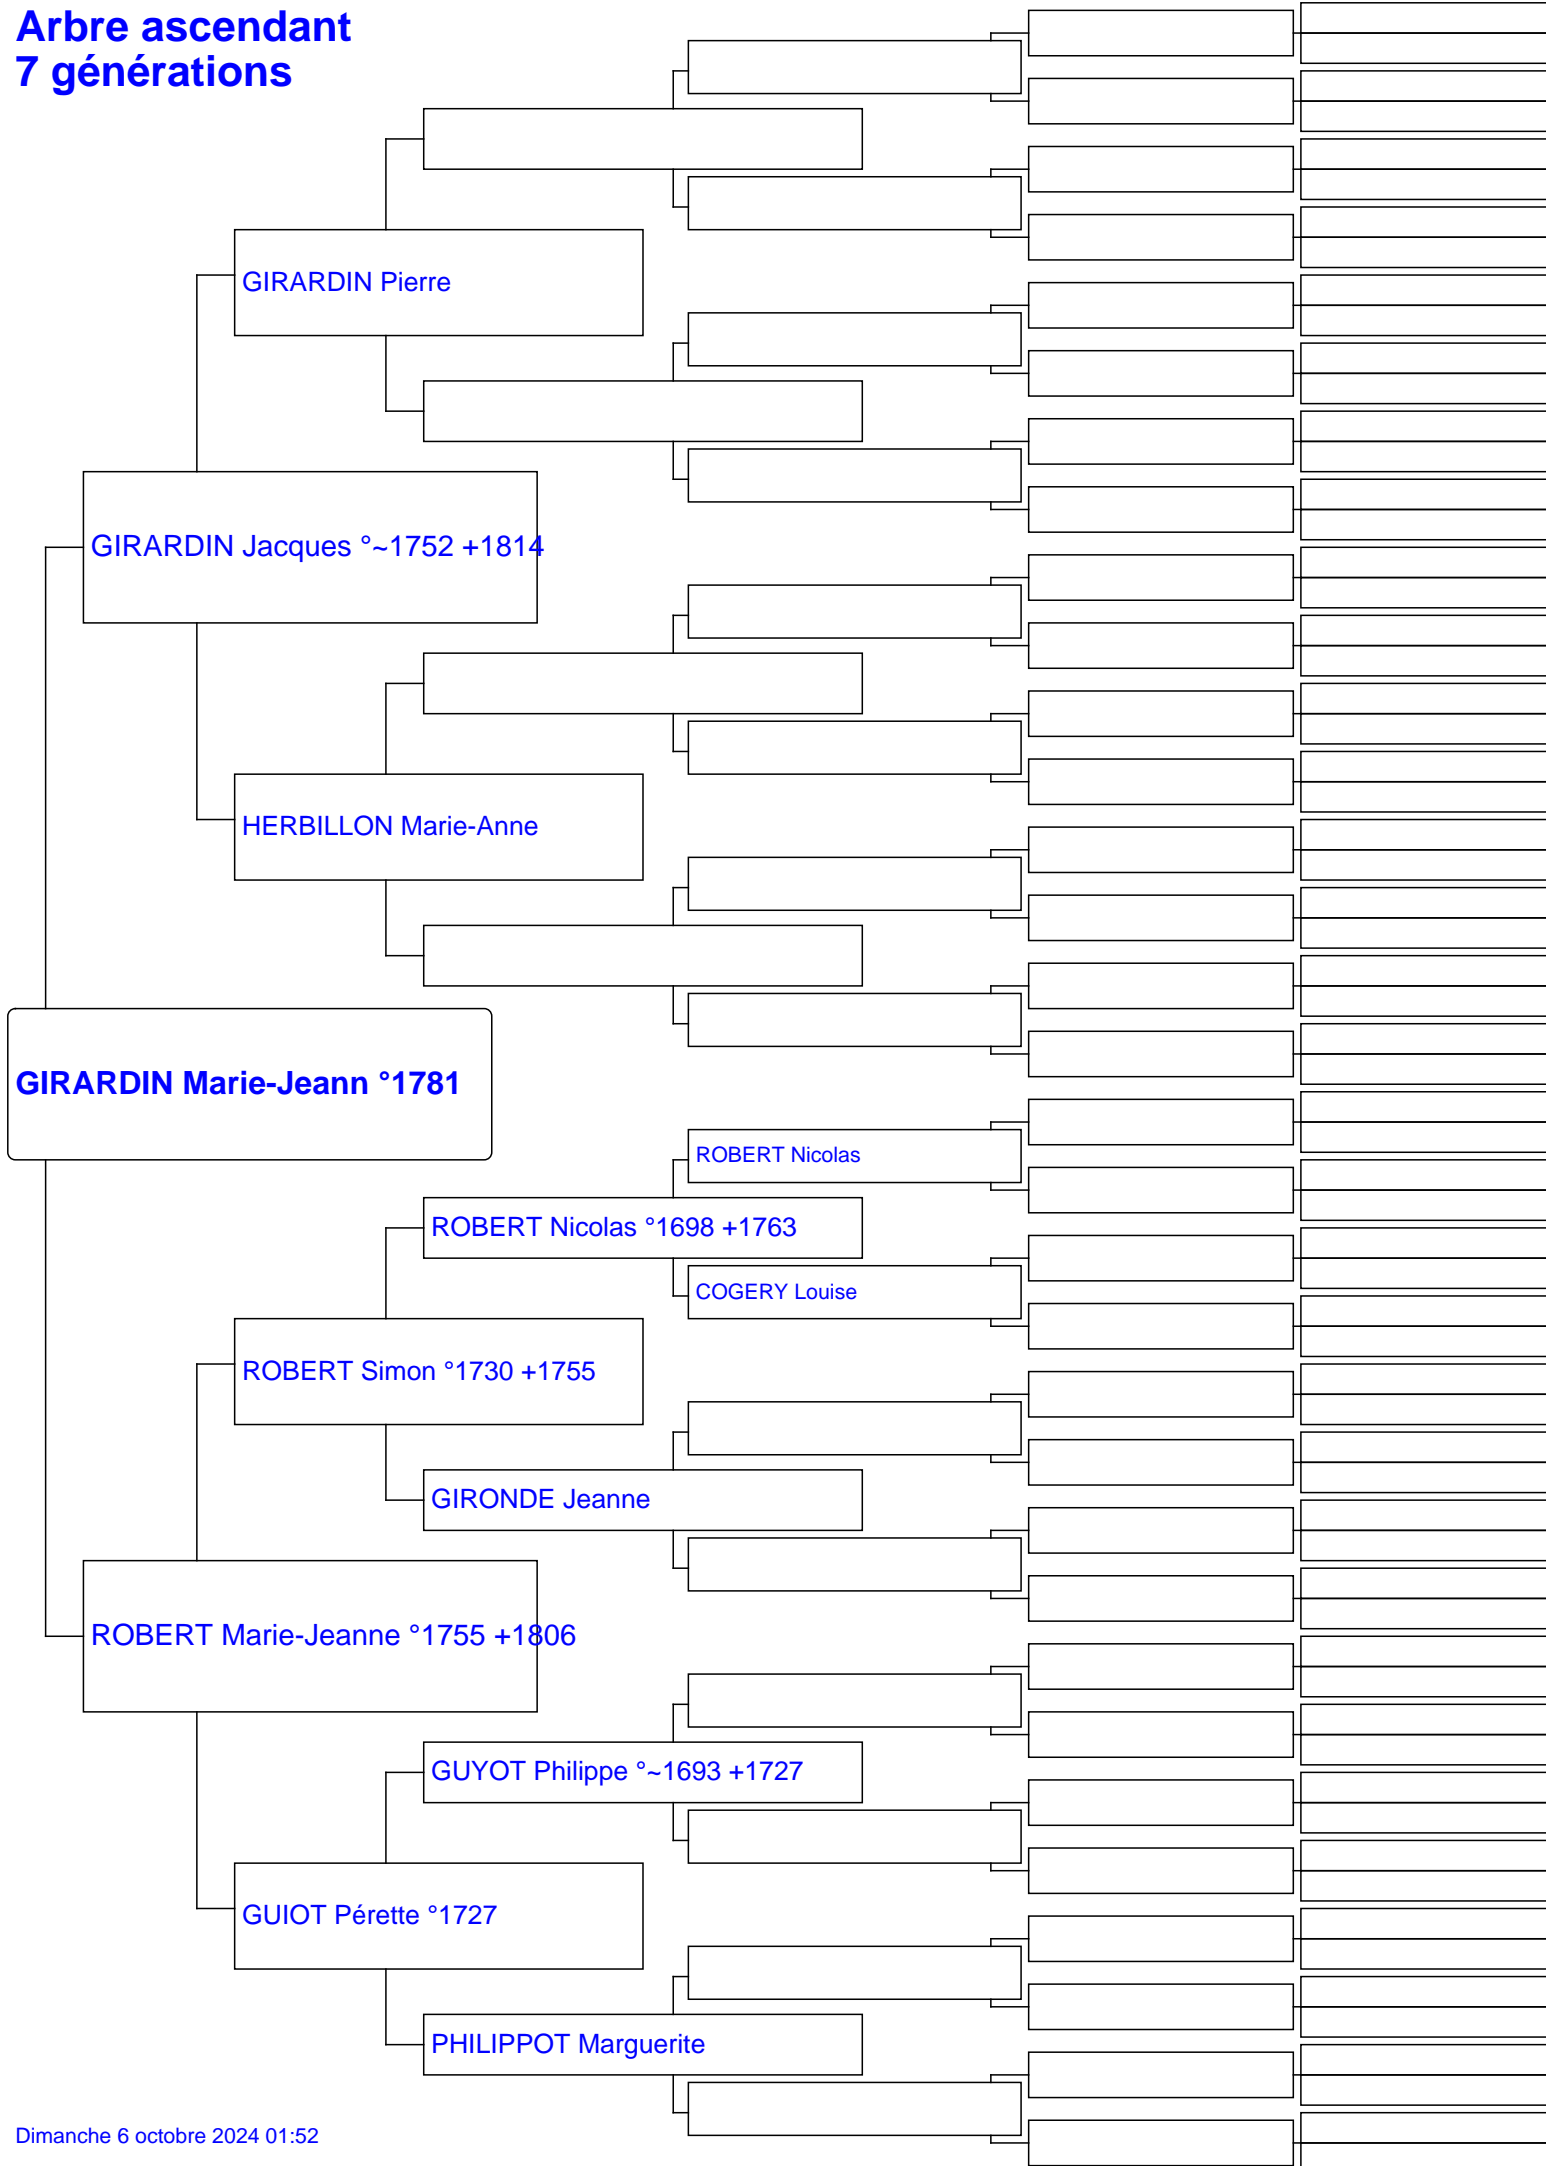 Arbre ascendant
7 générations
GIRARDIN Pierre
GIRARDIN Jacques °~1752 +1814
HERBILLON Marie-Anne
GIRARDIN Marie-Jeann °1781
ROBERT Nicolas
ROBERT Nicolas °1698 +1763
COGERY Louise
ROBERT Simon °1730 +1755
GIRONDE Jeanne
ROBERT Marie-Jeanne °1755 +1806
GUYOT Philippe °~1693 +1727
GUIOT Pérette °1727
PHILIPPOT Marguerite
Dimanche 6 octobre 2024 01:52